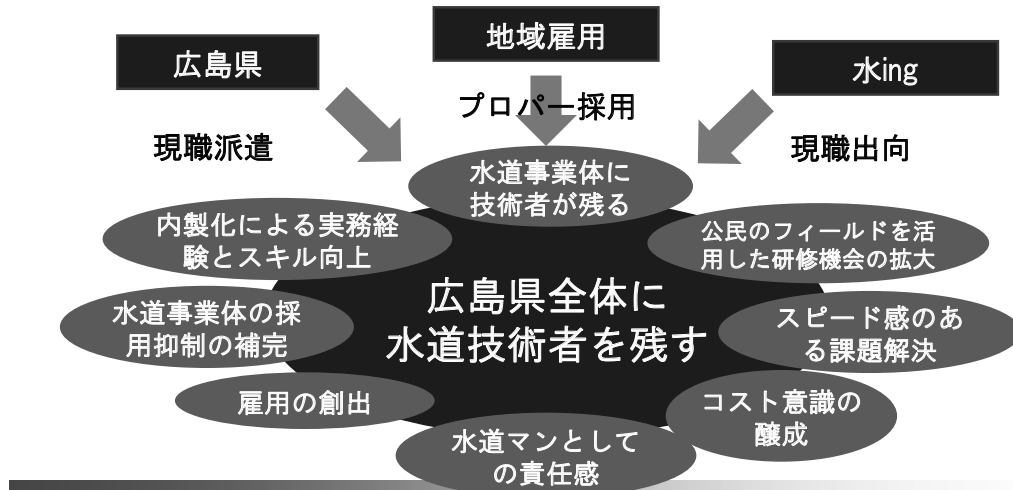 広島県
地域雇用
水ing
現職派遣
プロパー採用
現職出向
水道事業体に
技術者が残る
内製化による実務経
験とスキル向上
公民のフィールドを活
用した研修機会の拡大
広島県全体に
水道技術者を残す
水道事業体の採
用抑制の補完
スピード感のあ
る課題解決
雇用の創出
コスト意識の
醸成
水道マンとして
の責任感